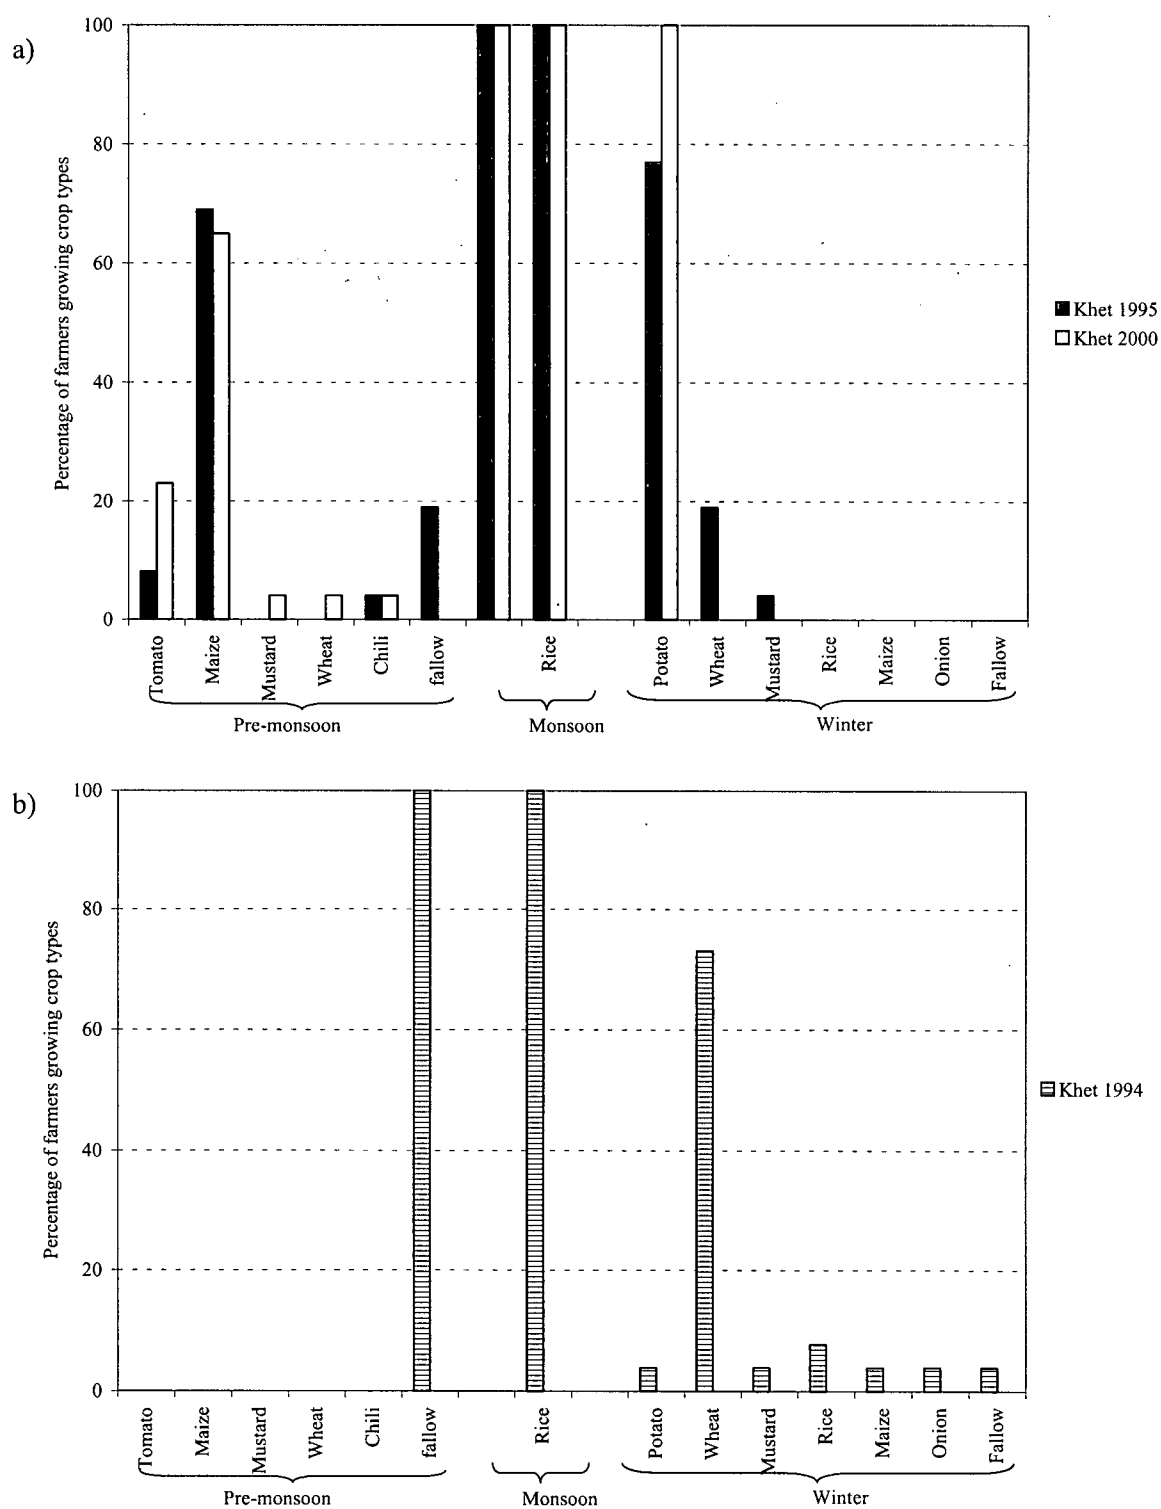 a)
Percentage of farmers growing crop types
100
80
60
40
20
0
Tomato
Maize
Mustard
Wheat
Chili
fallow
Rice
Potato
Wheat
Mustard
Rice
Maize
Onion
Fallow
Pre-monsoon
Monsoon
Winter
Khet 1995
Khet 2000
b)
Percentage of farmers growing crop types
100
80
60
40
20
0
Tomato
Maize
Mustard
Wheat
Chili
fallow
Rice
Potato
Wheat
Mustard
Rice
Maize
Onion
Fallow
Pre-monsoon
Monsoon
Winter
Khet 1994